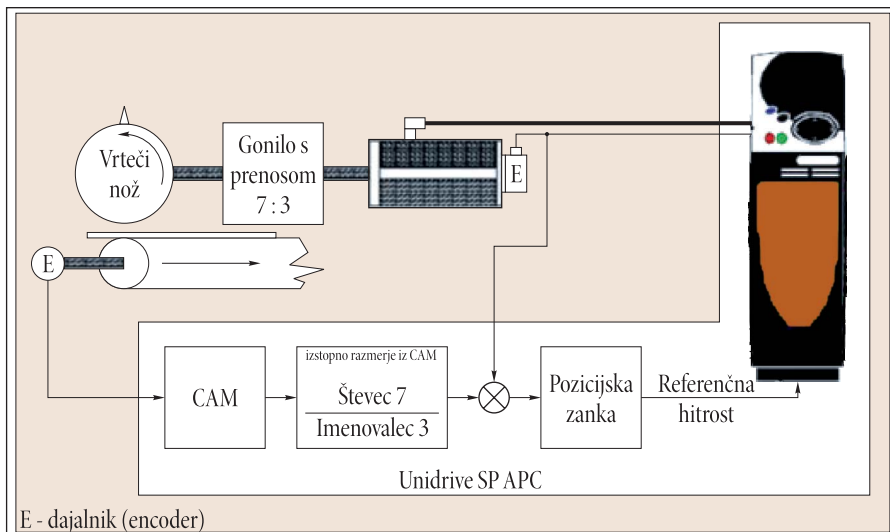 Vrteči
nož
Gonilo s
prenosom
7 : 3
E
E
CAM
izstopno razmerje iz CAM
Števec 7
Imenovalec 3
Pozicijska
zanka
Referenčna
hitrost
Unidrive SP APC
E - dajalnik (encoder)